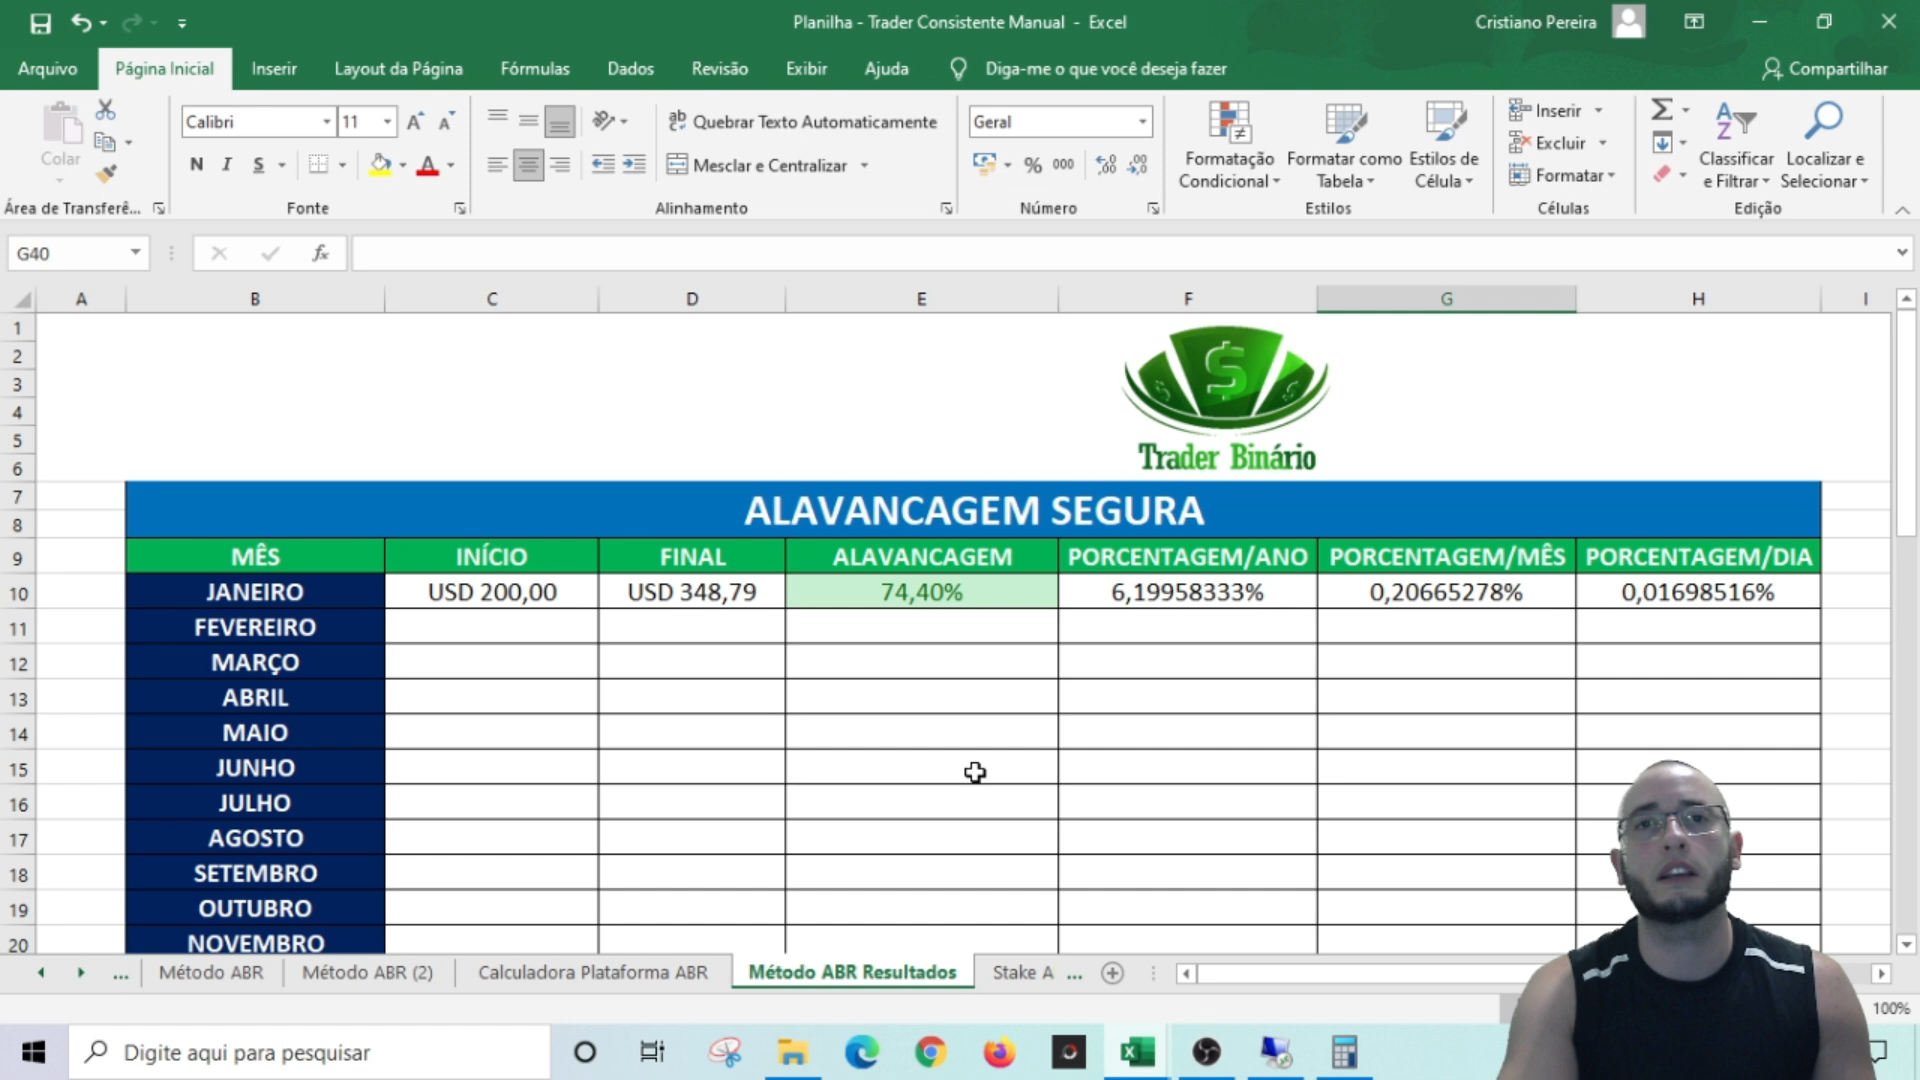 Planilha - Trader Consistente Manual - Excel
Cristiano Pereira
Arquivo
Página Inicial
Inserir
Layout da Página
Fórmulas
Dados
Revisão
Exibir
Ajuda
Diga-me o que você deseja fazer
Compartilhar
Colar
Área de Transferê...
Calibri
11
N I S
Fonte
Quebrar Texto Automaticamente
Mesclar e Centralizar
Alinhamento
Geral
% 000
Número
Formatação Condicional
Formatar como Tabela
Estilos de Célula
Estilos
Inserir
Excluir
Formatar
Células
Classificar e Filtrar
Localizar e Selecionar
Edição
G40
fx
A B C D E F G H I
1
2
3
4
5
6
Trader Binário
7
8
ALAVANCAGEM SEGURA
9 MÊS INÍCIO FINAL ALAVANCAGEM PORCENTAGEM/ANO PORCENTAGEM/MÊS PORCENTAGEM/DIA
10 JANEIRO USD 200,00 USD 348,79 74,40% 6,19958333% 0,20665278% 0,01698516%
11 FEVEREIRO
12 MARÇO
13 ABRIL
14 MAIO
15 JUNHO
16 JULHO
17 AGOSTO
18 SETEMBRO
19 OUTUBRO
20 NOVEMBRO
... Método ABR Método ABR (2) Calculadora Plataforma ABR Método ABR Resultados Stake A ...
100%
Digite aqui para pesquisar